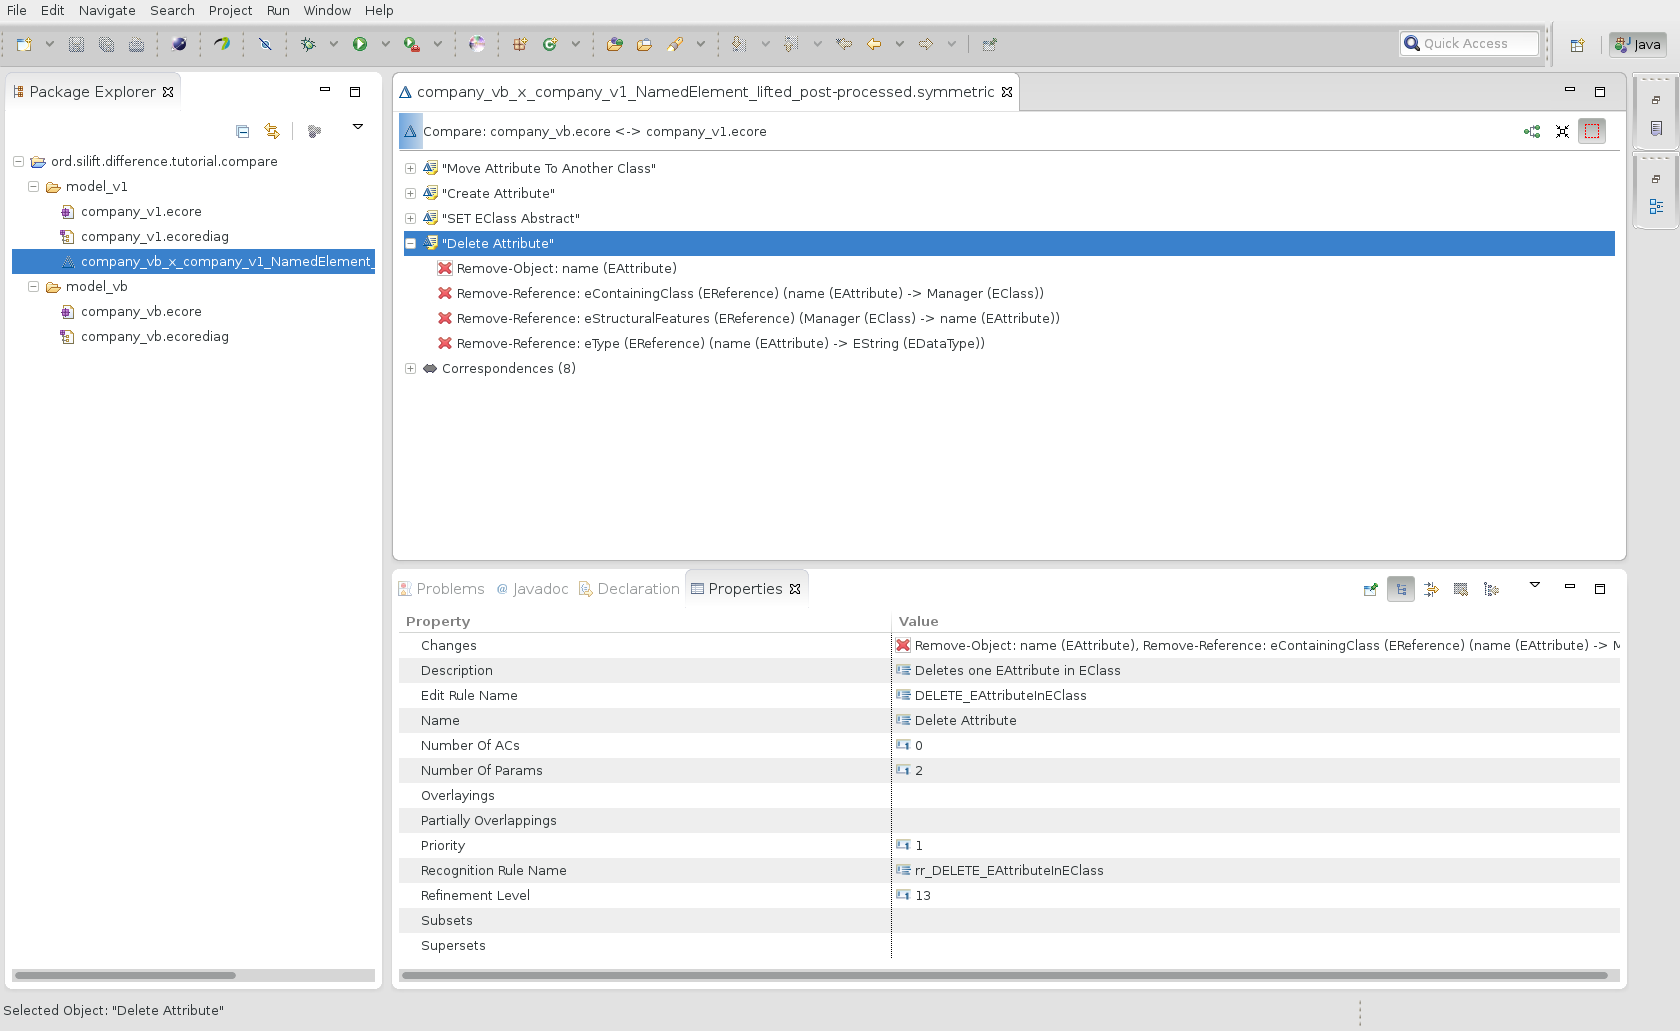 File Edit Navigate Search Project Run Window Help
Quick Access
Java
Package Explorer
ord.silift.difference.tutorial.compare
model_v1
company_v1.ecore
company_v1.ecorediag
company_vb_x_company_v1_NamedElement_
model_vb
company_vb.ecore
company_vb.ecorediag
company_vb_x_company_v1_NamedElement_lifted_post-processed.symmetric
Compare: company_vb.ecore <-> company_v1.ecore
"Move Attribute To Another Class"
"Create Attribute"
"SET EClass Abstract"
"Delete Attribute"
Remove-Object: name (EAttribute)
Remove-Reference: eContainingClass (EReference) (name (EAttribute) -> Manager (EClass))
Remove-Reference: eStructuralFeatures (EReference) (Manager (EClass) -> name (EAttribute))
Remove-Reference: eType (EReference) (name (EAttribute) -> EString (EDataType))
Correspondences (8)
Problems @ Javadoc Declaration Properties
Property Value
Changes Remove-Object: name (EAttribute), Remove-Reference: eContainingClass (EReference) (name (EAttribute) -> M
Description Deletes one EAttribute in EClass
Edit Rule Name DELETE_EAttributeInEClass
Name Delete Attribute
Number Of ACs 0
Number Of Params 2
Overlayings
Partially Overlappings
Priority 1
Recognition Rule Name rr_DELETE_EAttributeInEClass
Refinement Level 13
Subsets
Supersets
Selected Object: "Delete Attribute"